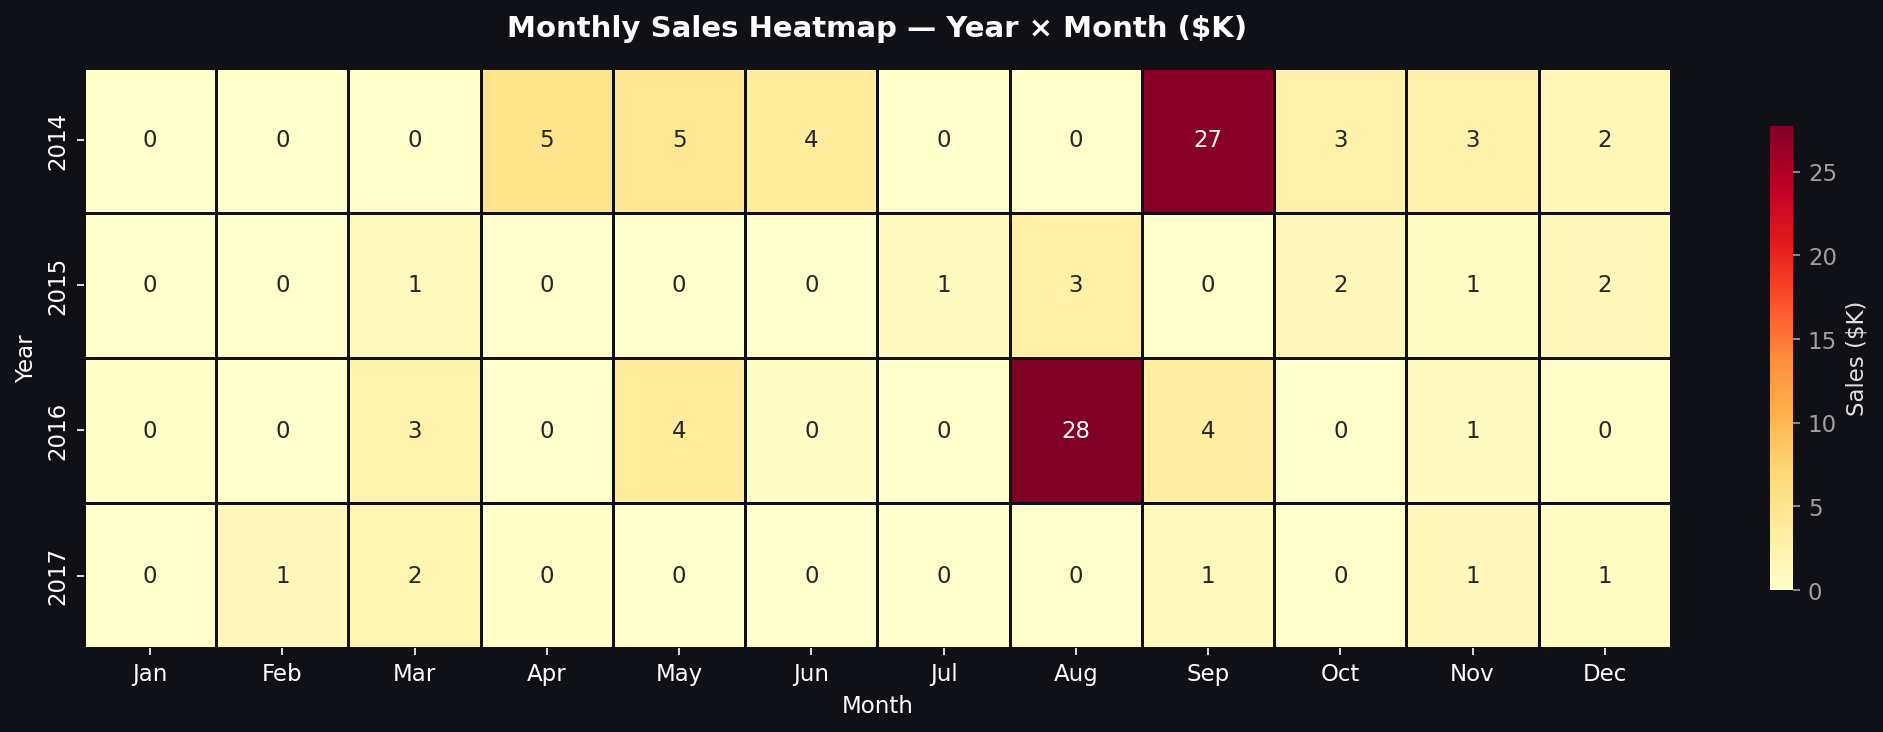 Monthly Sales Heatmap — Year × Month ($K)
2014 0 0 0 5 5 4 0 0 27 3 3 2
2015 0 0 1 0 0 0 1 3 0 2 1 2
2016 0 0 3 0 4 0 0 28 4 0 1 0
2017 0 1 2 0 0 0 0 0 1 0 1 1
Year
Jan Feb Mar Apr May Jun Jul Aug Sep Oct Nov Dec
Month
25
20
15
10
5
0
Sales ($K)